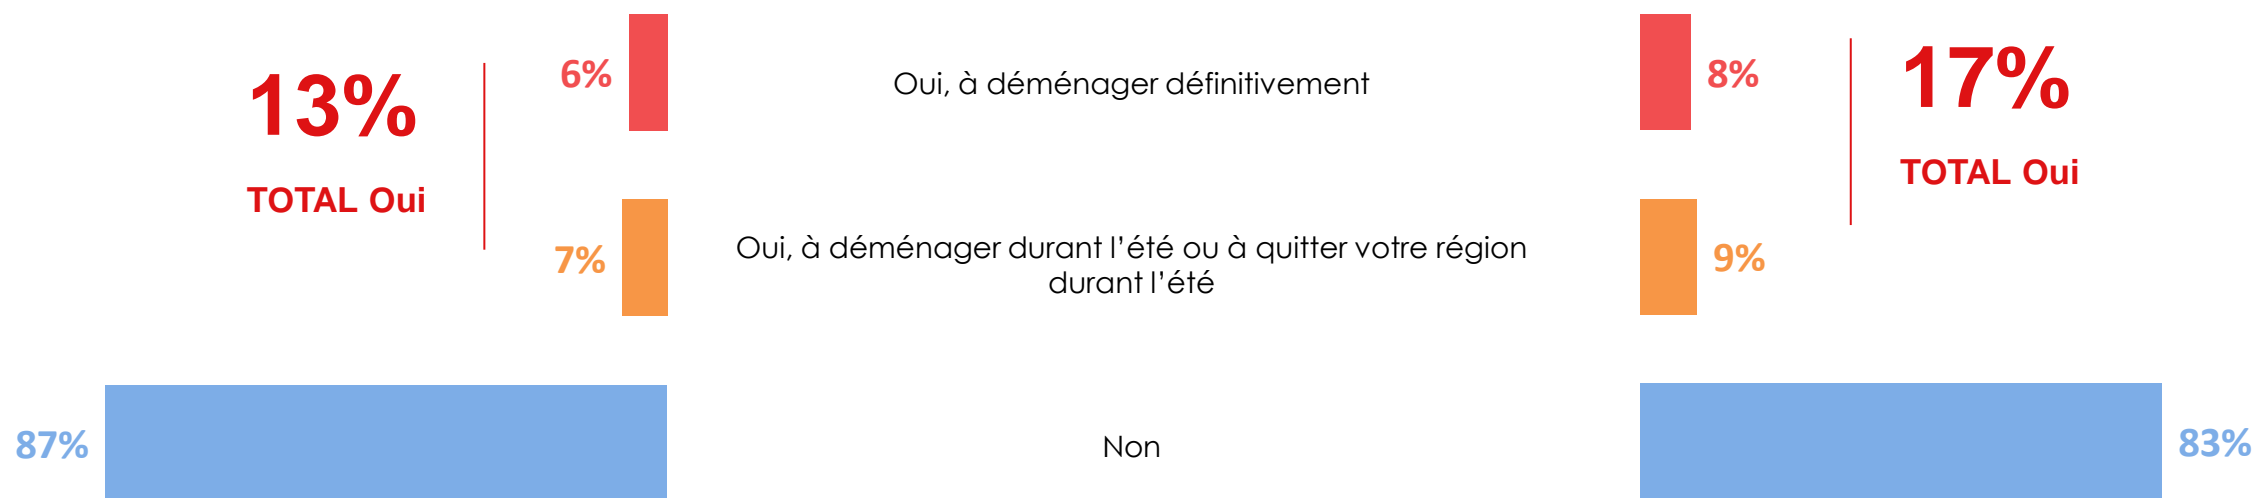 13%
TOTAL Oui
6%
Oui, à déménager définitivement
8%
17%
TOTAL Oui
7%
Oui, à déménager durant l’été ou à quitter votre région
durant l’été
9%
87%
Non
83%